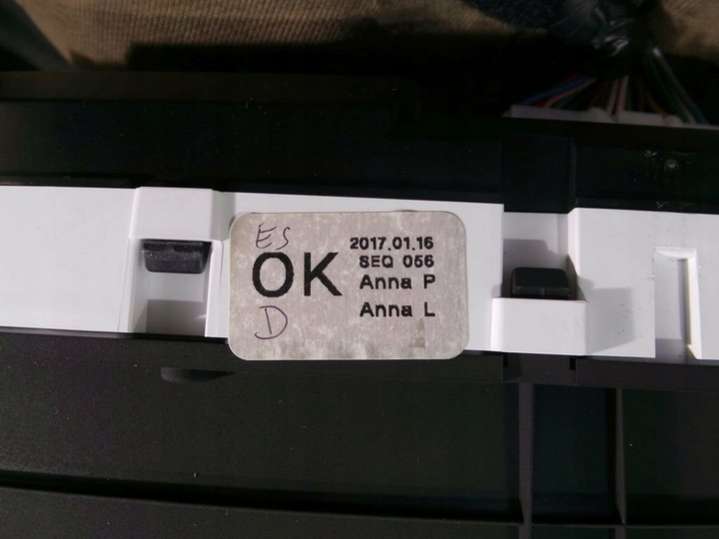 ES
OK
D
2017.01.16
SEQ 056
Anna P
Anna L